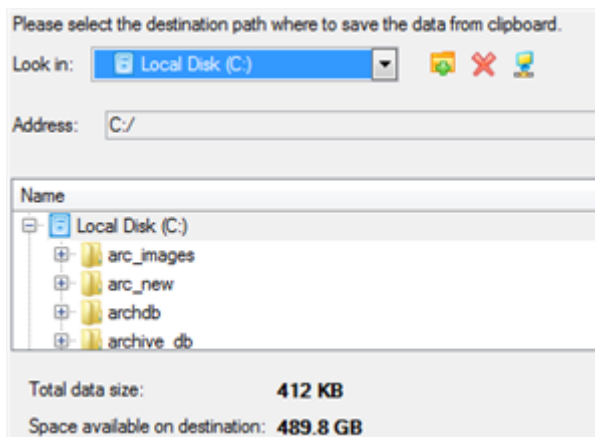 Please select the destination path where to save the data from clipboard.
Look in: Local Disk (C:)
Address: C:/
Name
Local Disk (C:)
arc_images
arc_new
archdb
archive_db
Total data size: 412 KB
Space available on destination: 489.8 GB